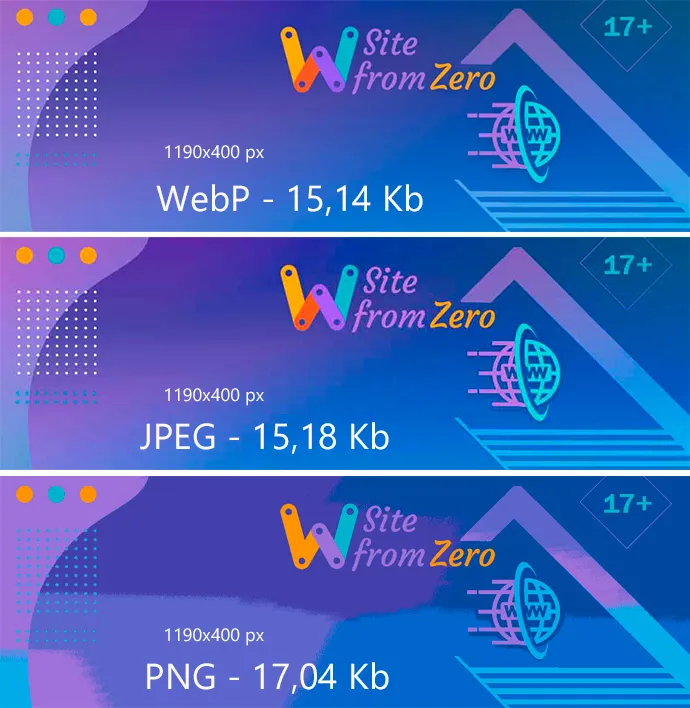 17+
Site
from Zero
WWW
1190x400 px
WebP - 15,14 Kb
17+
Site
from Zero
WWW
1190x400 px
JPEG - 15,18 Kb
17+
Site
from Zero
WWW
1190x400 px
PNG - 17,04 Kb